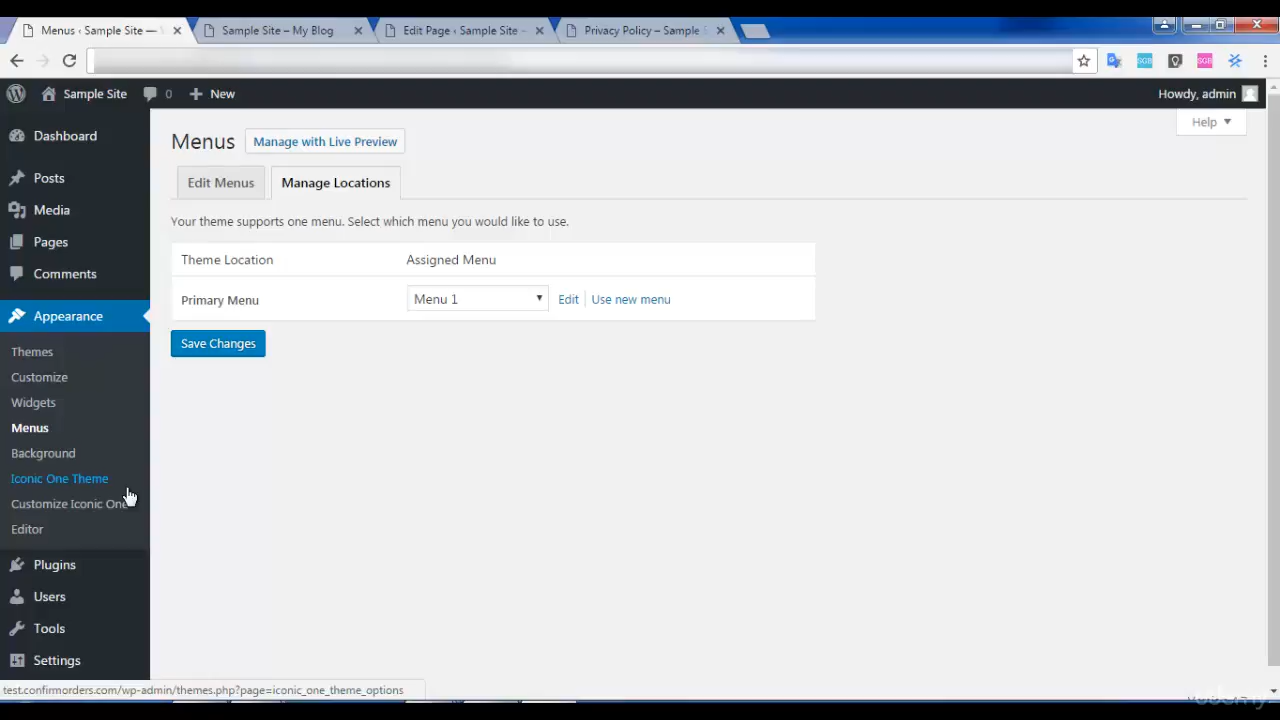 Menus ‹ Sample Site — 
Sample Site – My Blog
Edit Page ‹ Sample Site –
Privacy Policy – Sample
Sample Site
0
New
Howdy, admin
Dashboard
Posts
Media
Pages
Comments
Appearance
Themes
Customize
Widgets
Menus
Background
Iconic One Theme
Customize Iconic One
Editor
Plugins
Users
Tools
Settings
Menus
Manage with Live Preview
Help
Edit Menus
Manage Locations
Your theme supports one menu. Select which menu you would like to use.
Theme Location
Assigned Menu
Primary Menu
Menu 1
Edit
Use new menu
Save Changes
test.confirmorders.com/wp-admin/themes.php?page=iconic_one_theme_options
udemy